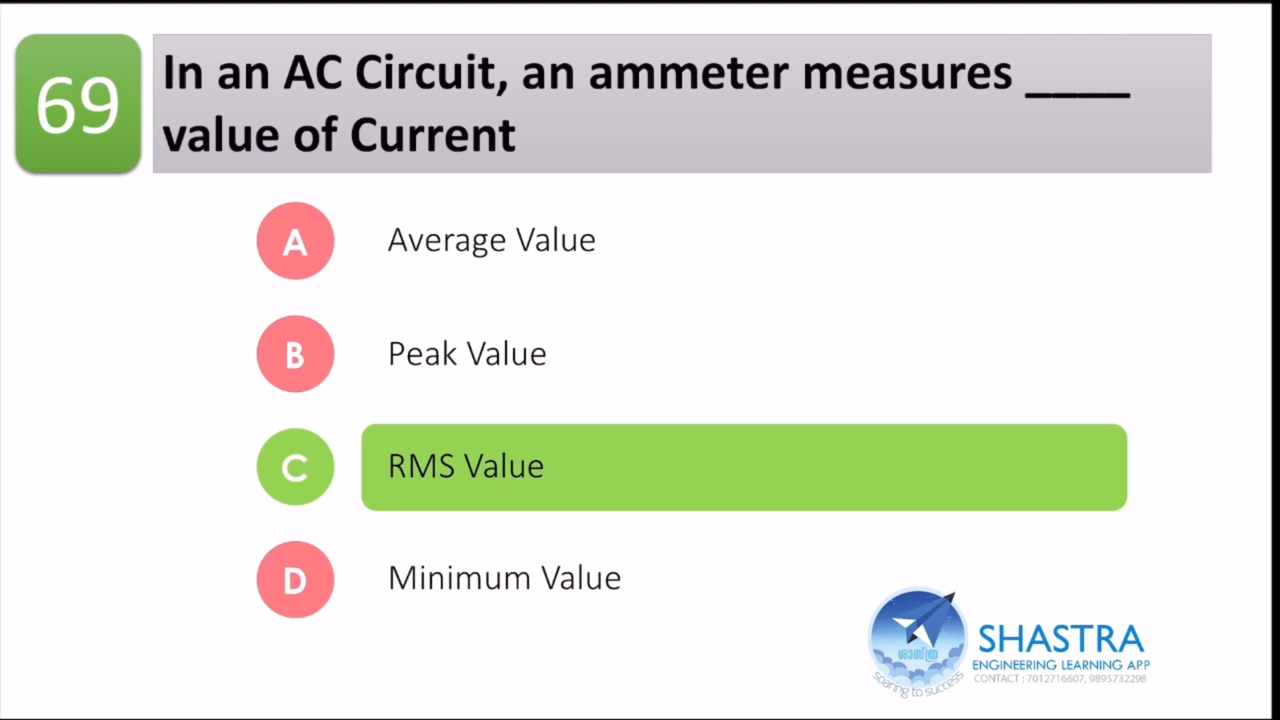 69
In an AC Circuit, an ammeter measures ____
value of Current
A
Average Value
B
Peak Value
C
RMS Value
D
Minimum Value
ശാസ്ത്ര
soaring to success
SHASTRA
ENGINEERING LEARNING APP
CONTACT : 7012716607, 9895732298